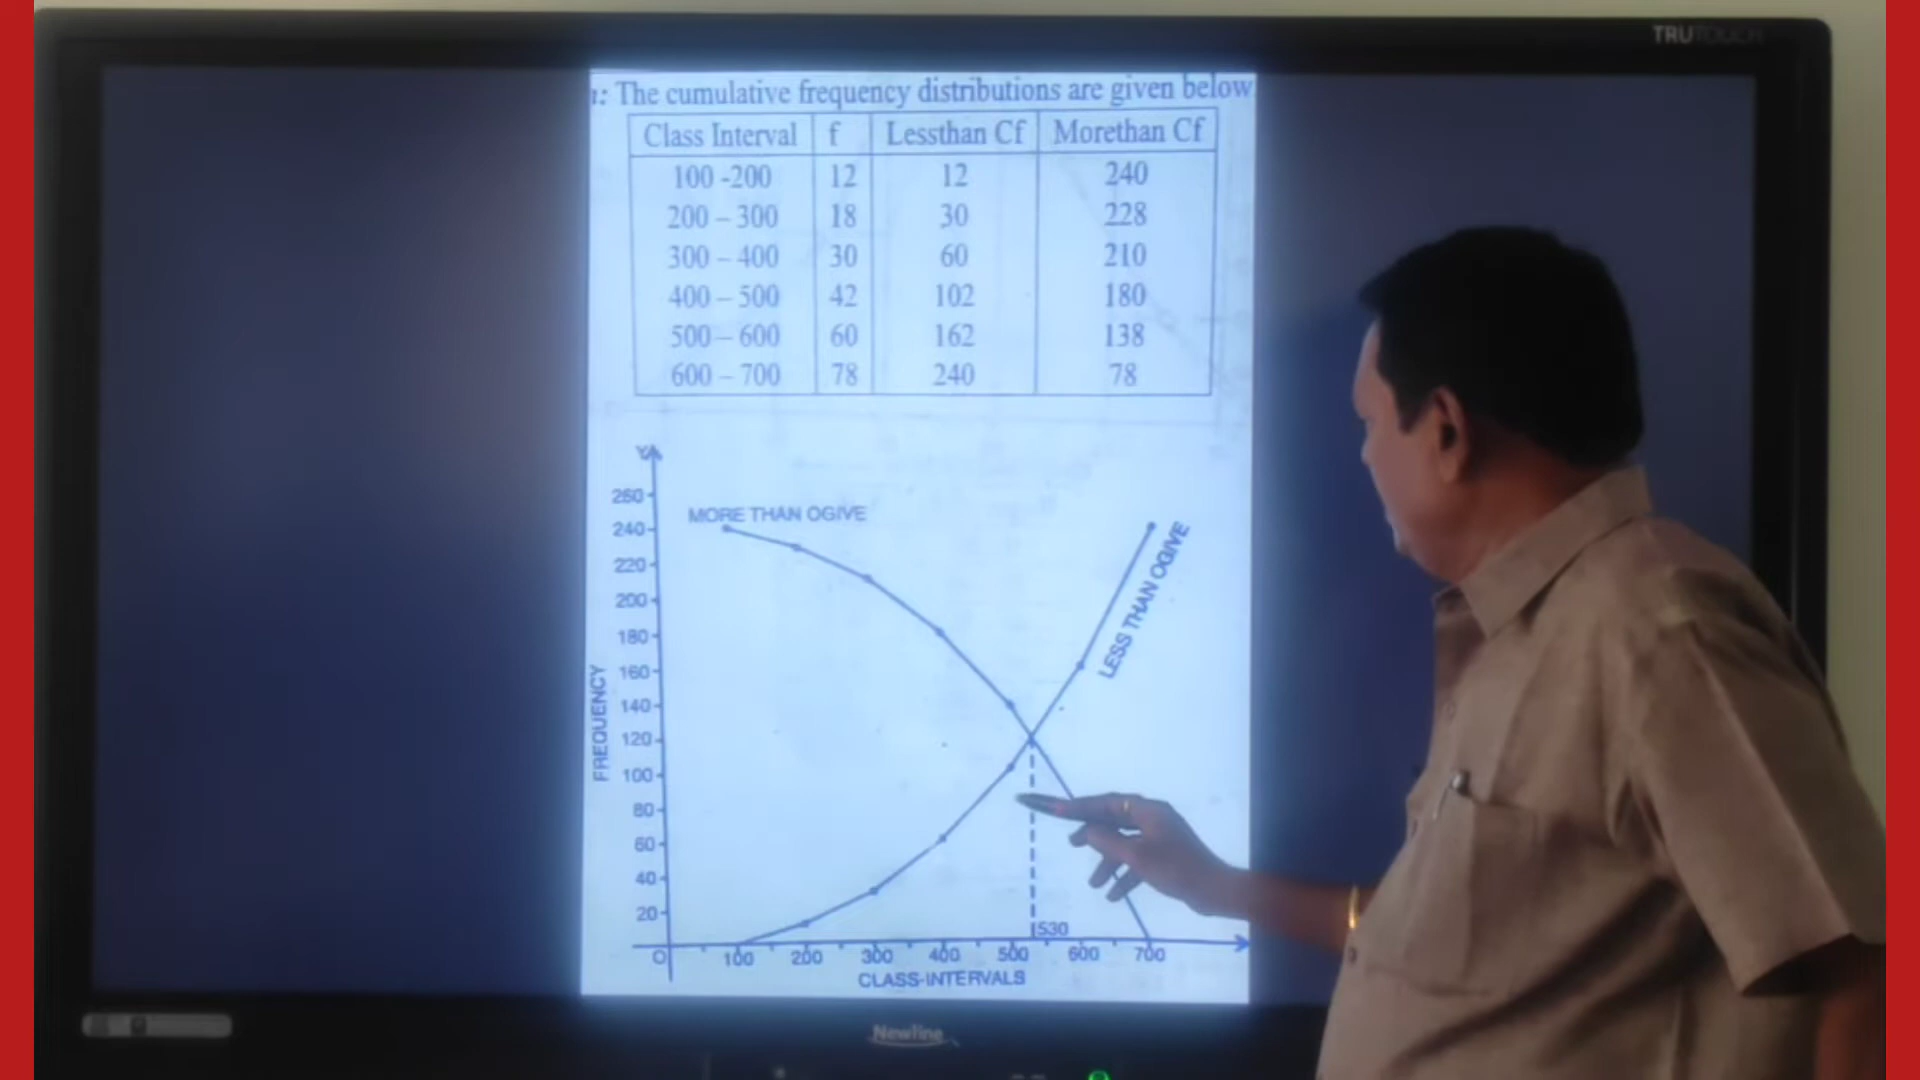 TRUTOUCH
1: The cumulative frequency distributions are given below
Class Interval f Lessthan Cf Morethan Cf
100 -200 12 12 240
200 – 300 18 30 228
300 – 400 30 60 210
400 – 500 42 102 180
500 – 600 60 162 138
600 – 700 78 240 78
Y
260
MORE THAN OGIVE
240
220
200
180
160
140
120
100
80
60
40
20
FREQUENCY
LESS THAN OGIVE
530
O 100 200 300 400 500 600 700
CLASS-INTERVALS
Newline